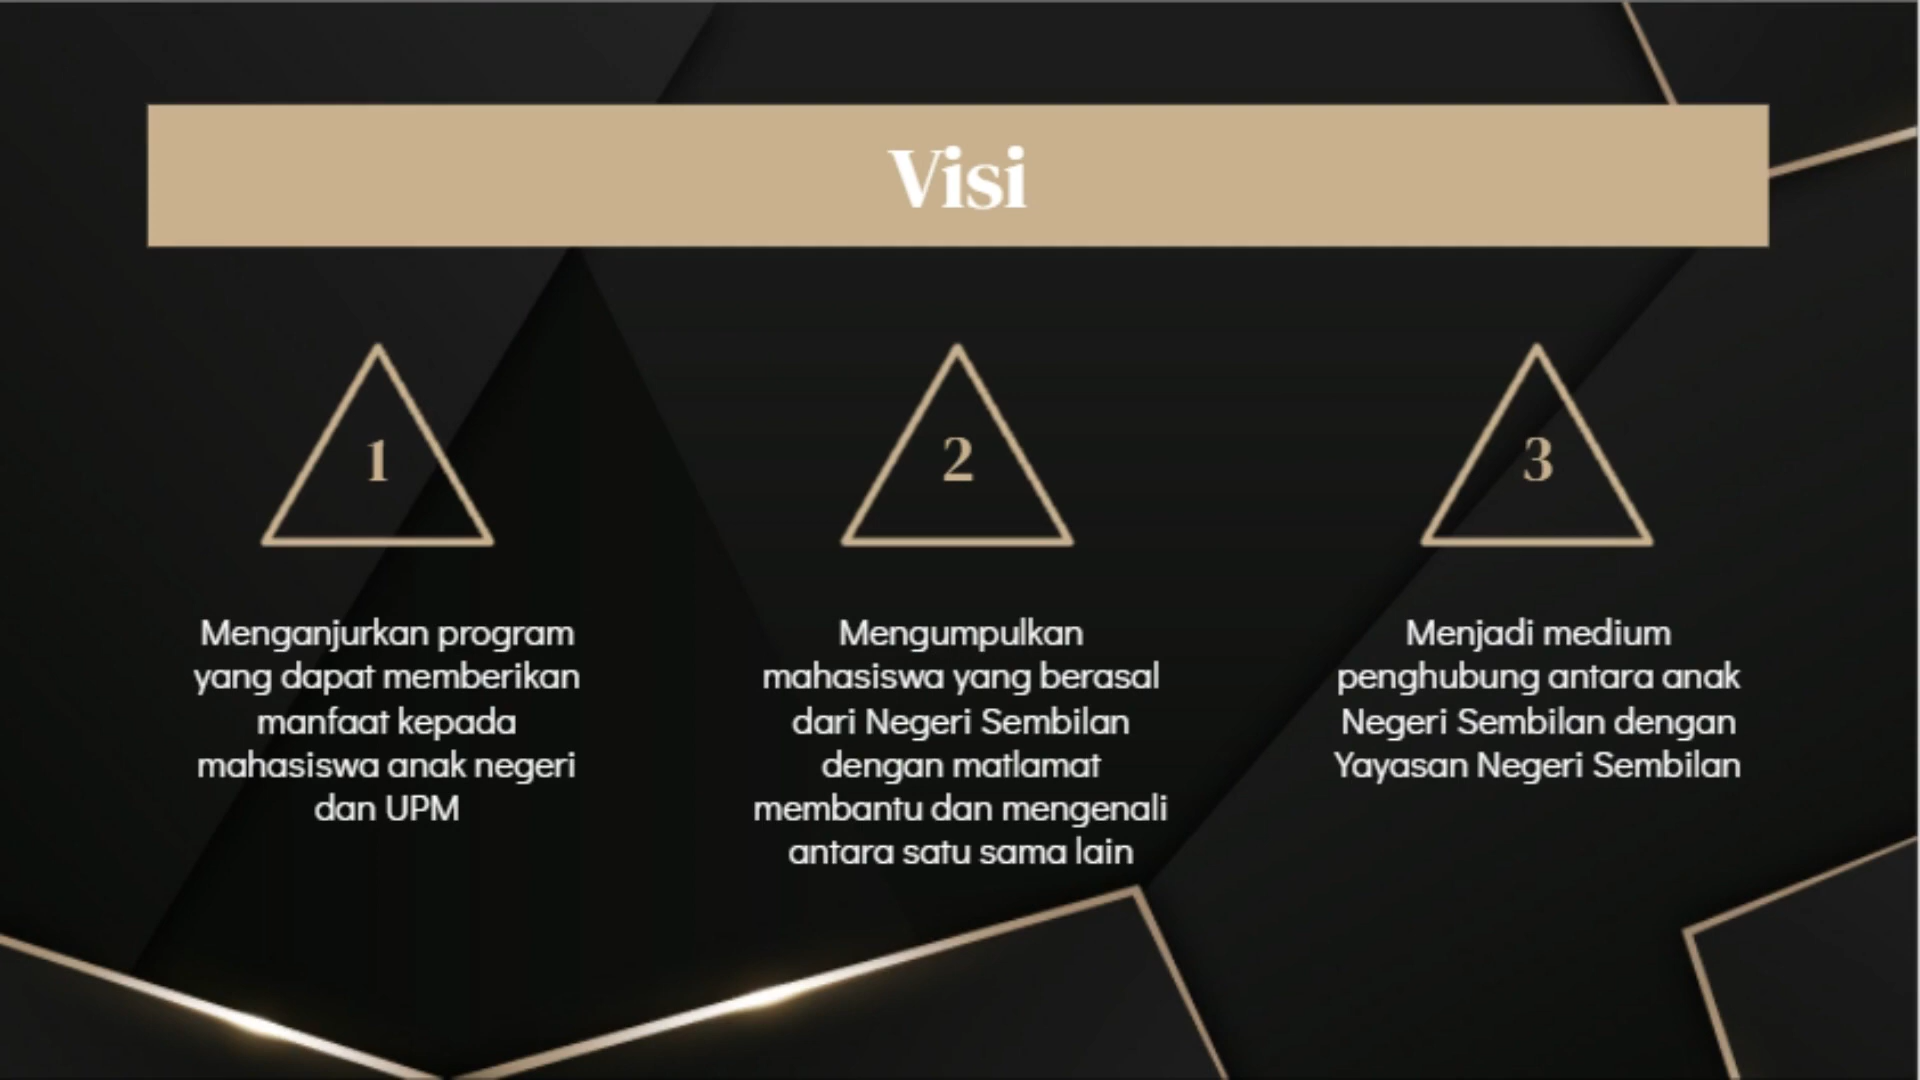 Visi
1
Menganjurkan program
yang dapat memberikan
manfaat kepada
mahasiswa anak negeri
dan UPM
2
Mengumpulkan
mahasiswa yang berasal
dari Negeri Sembilan
dengan matlamat
membantu dan mengenali
antara satu sama lain
3
Menjadi medium
penghubung antara anak
Negeri Sembilan dengan
Yayasan Negeri Sembilan